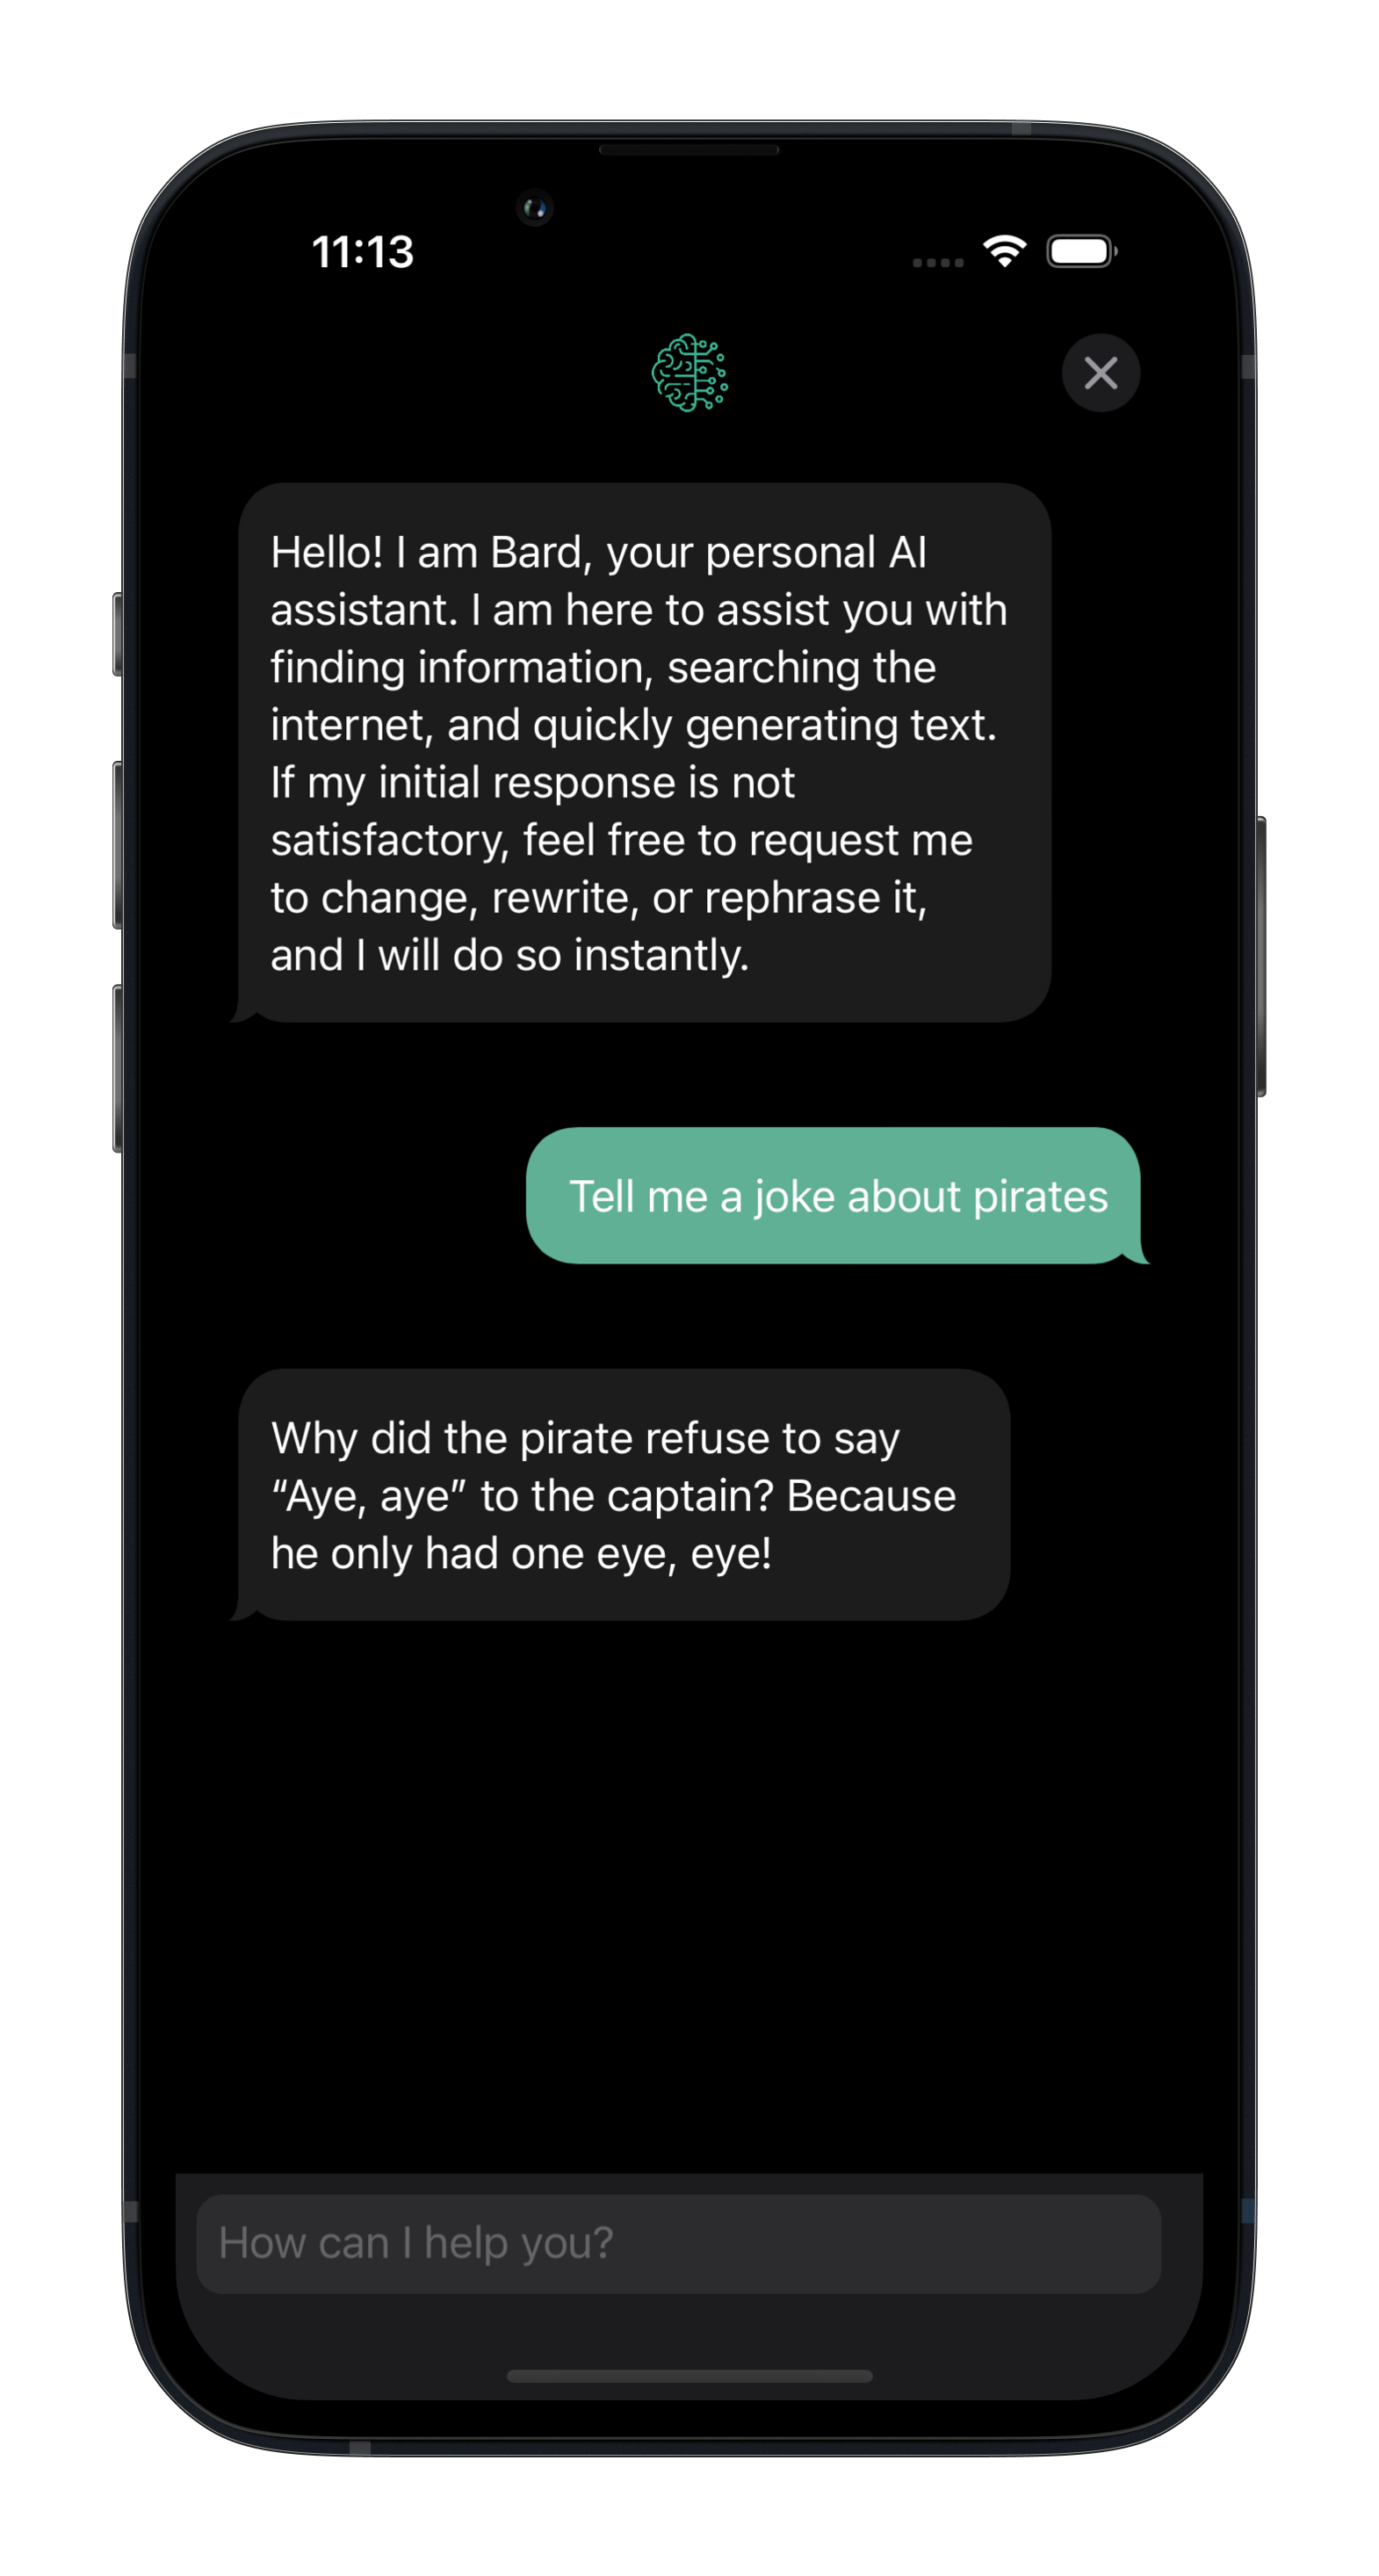 11:13
Hello! I am Bard, your personal AI
assistant. I am here to assist you with
finding information, searching the
internet, and quickly generating text.
If my initial response is not
satisfactory, feel free to request me
to change, rewrite, or rephrase it,
and I will do so instantly.
Tell me a joke about pirates
Why did the pirate refuse to say
“Aye, aye” to the captain? Because
he only had one eye, eye!
How can I help you?